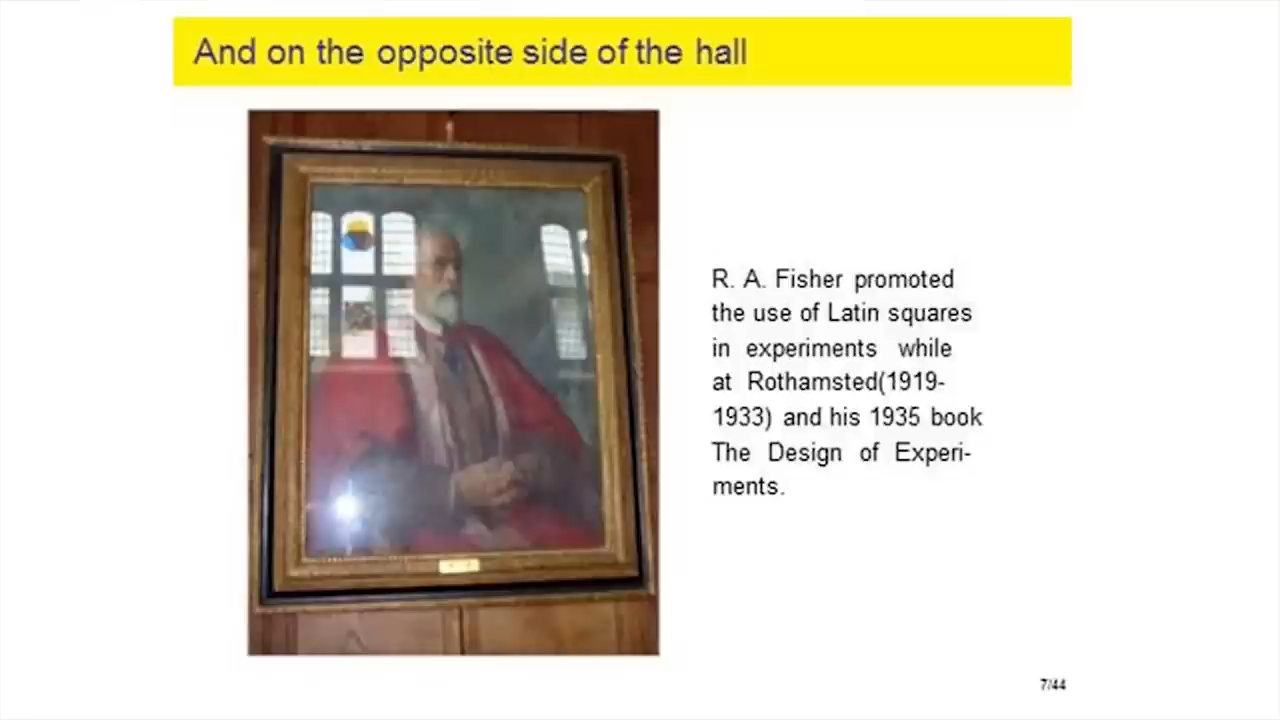 And on the opposite side of the hall
R. A. Fisher promoted
the use of Latin squares
in experiments while
at Rothamsted(1919-
1933) and his 1935 book
The Design of Experi-
ments.
7/44